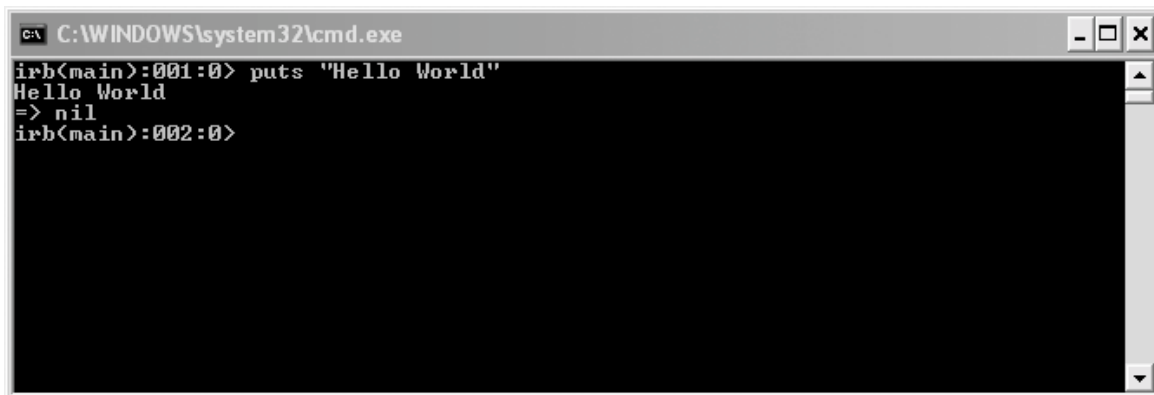 C:\WINDOWS\system32\cmd.exe
irb(main):001:0> puts "Hello World"
Hello World
=> nil
irb(main):002:0>